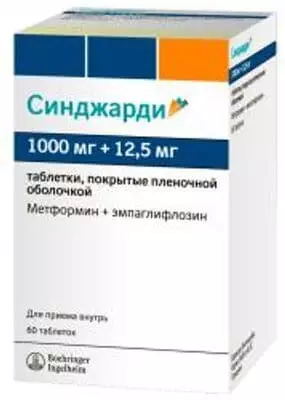 Синджарди
1000 мг + 12,5 мг
таблетки, покрытые пленочной
оболочкой
Метформин + эмпаглифлозин
Для приема внутрь
60 таблеток
Boehringer
Ingelheim